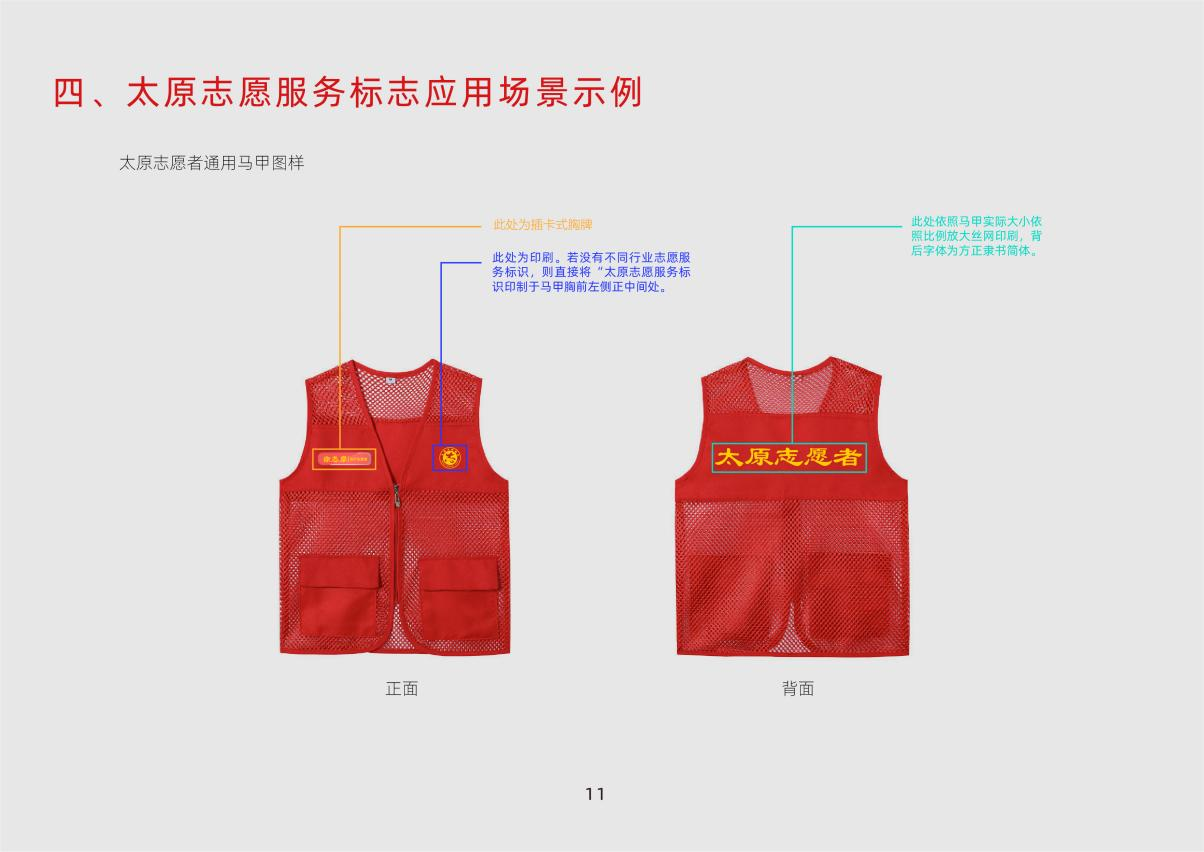 四、太原志愿服务标志应用场景示例
太原志愿者通用马甲图样
此处为插卡式胸牌
此处为印刷。若没有不同行业志愿服
务标识，则直接将“太原志愿服务标
识印制于马甲胸前左侧正中间处。
此处依照马甲实际大小依
照比例放大丝网印刷，背
后字体为方正隶书简体。
太原志愿者
正面
背面
11